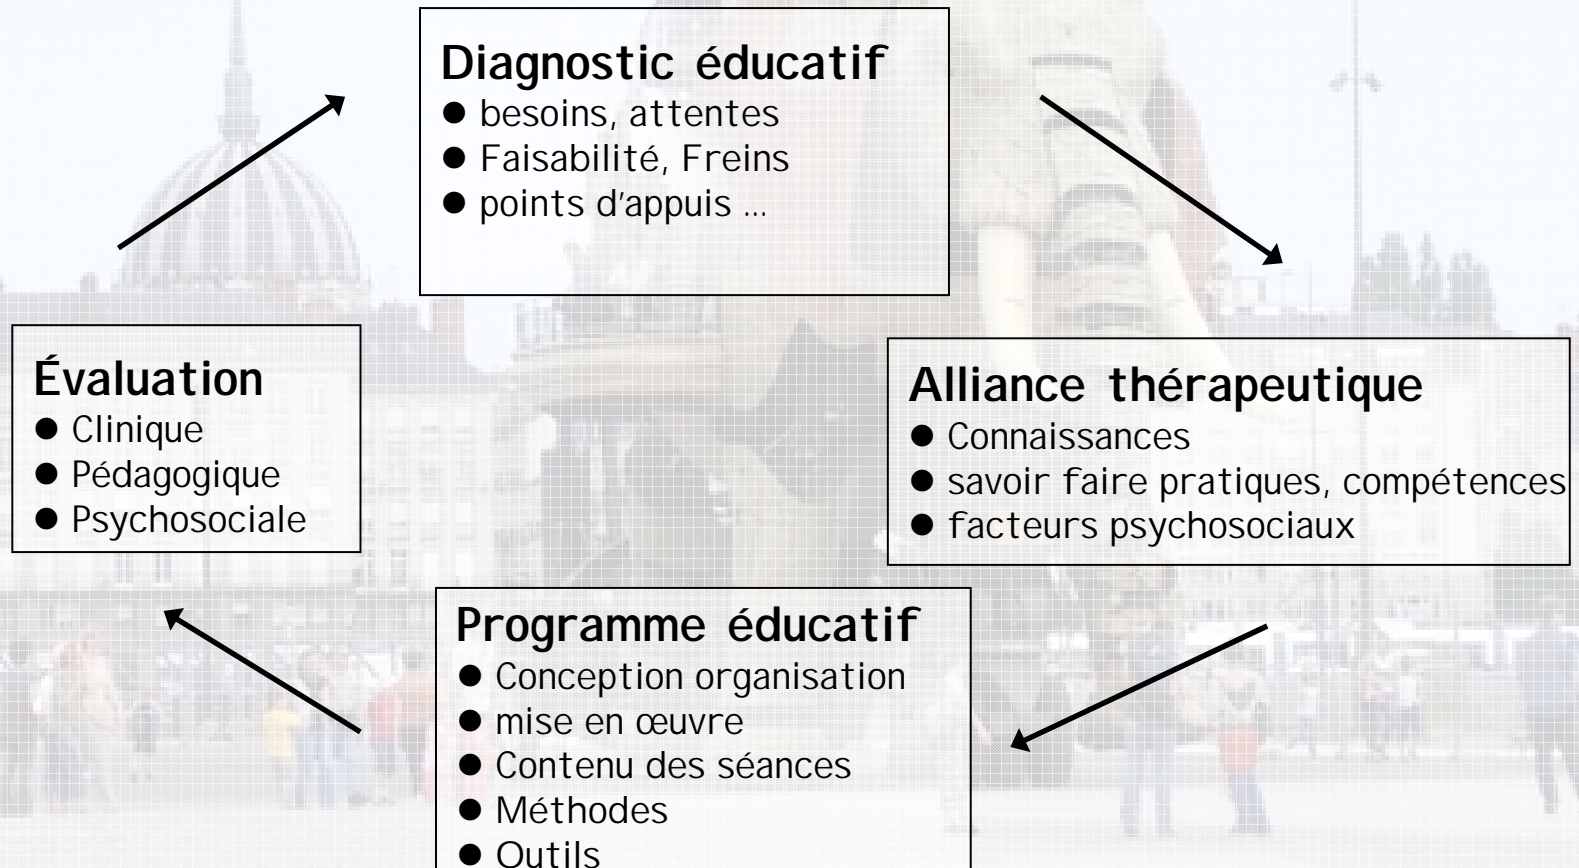 Diagnostic éducatif
● besoins, attentes
● Faisabilité, Freins
● points d'appuis ...
Évaluation
● Clinique
● Pédagogique
● Psychosociale
Alliance thérapeutique
● Connaissances
● savoir faire pratiques, compétences
● facteurs psychosociaux
Programme éducatif
● Conception organisation
● mise en œuvre
● Contenu des séances
● Méthodes
● Outils